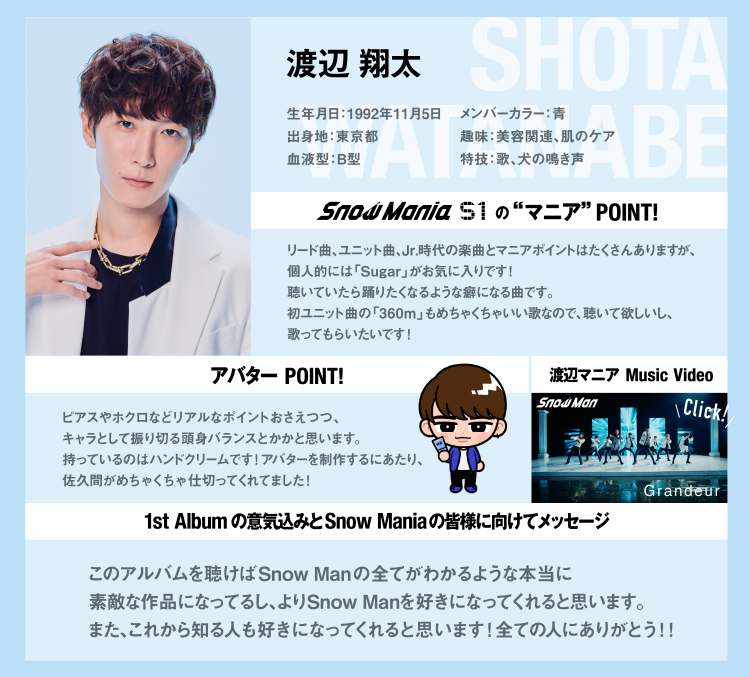 SHOTA
WATANABE
渡辺 翔太
生年月日：1992年11月5日 メンバーカラー：青
出身地：東京都 趣味：美容関連、肌のケア
血液型：B型 特技：歌、犬の鳴き声
Snow Mania S1 の“マニア” POINT!
リード曲、ユニット曲、Jr.時代の楽曲とマニアポイントはたくさんありますが、
個人的には「Sugar」がお気に入りです！
聴いていたら踊りたくなるような癖になる曲です。
初ユニット曲の「360m」もめちゃくちゃいい歌なので、聴いて欲しいし、
歌ってもらいたいです！
アバター POINT!
ピアスやホクロなどリアルなポイントおさえつつ、
キャラとして振り切る頭身バランスとかかと思います。
持っているのはハンドクリームです！アバターを制作するにあたり、
佐久間がめちゃくちゃ仕切ってくれてました！
渡辺マニア Music Video
Snow Man
Click!
Grandeur
1st Album の意気込みとSnow Maniaの皆様に向けてメッセージ
このアルバムを聴けばSnow Manの全てがわかるような本当に
素敵な作品になってるし、よりSnow Manを好きになってくれると思います。
また、これから知る人も好きになってくれると思います！全ての人にありがとう！！